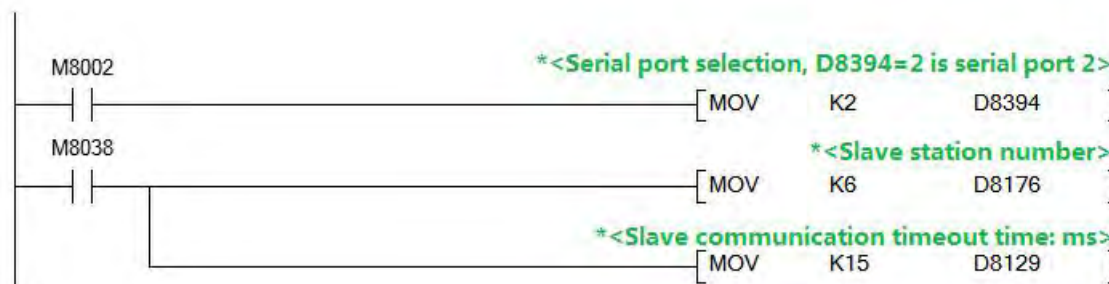 *<Serial port selection, D8394=2 is serial port 2>
M8002
[MOV K2 D8394 ]
M8038
*<Slave station number>
[MOV K6 D8176 ]
*<Slave communication timeout time: ms>
[MOV K15 D8129 ]